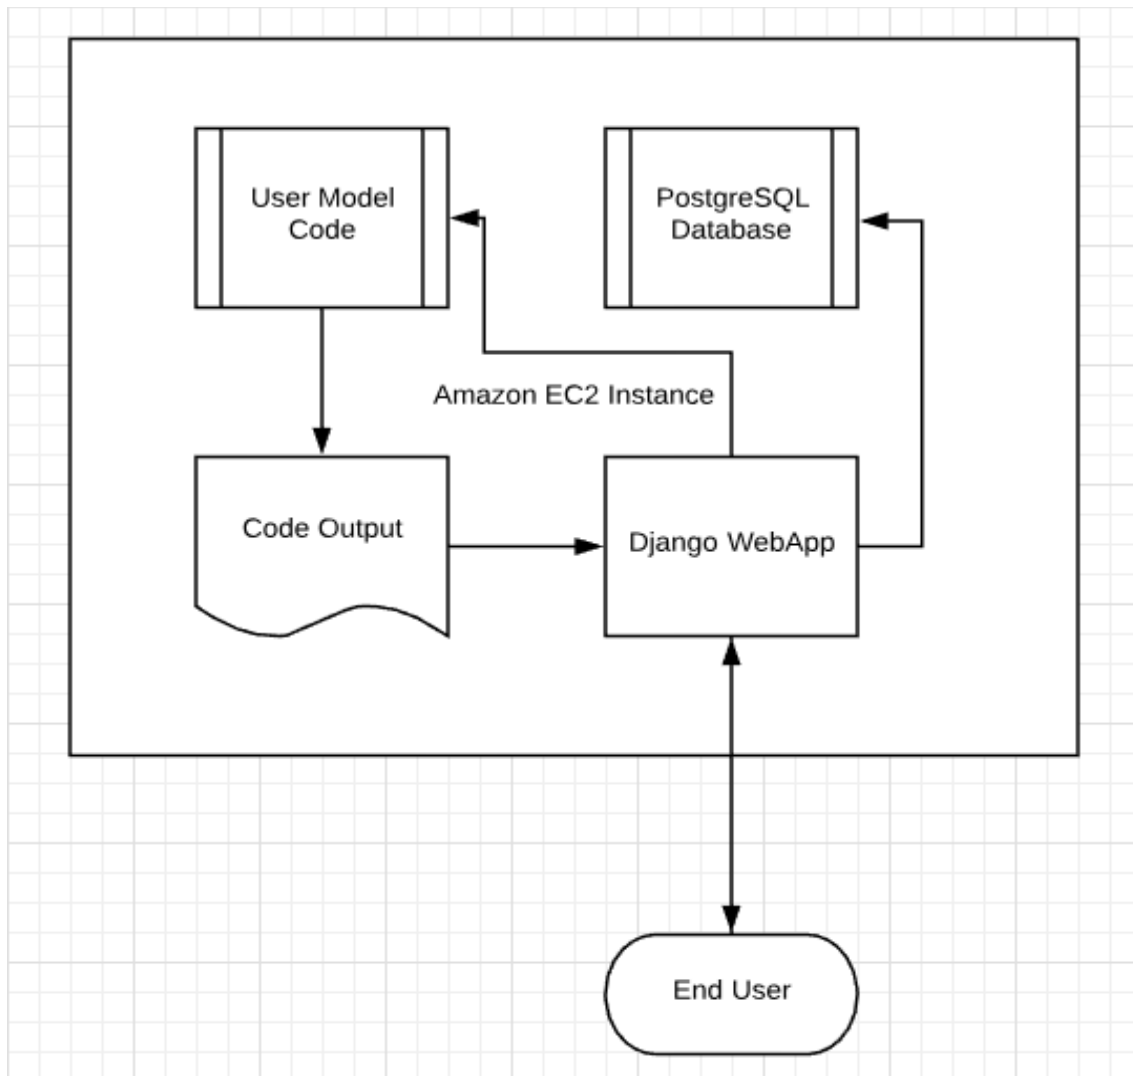 User Model
Code
PostgreSQL
Database
Amazon EC2 Instance
Code Output
Django WebApp
End User